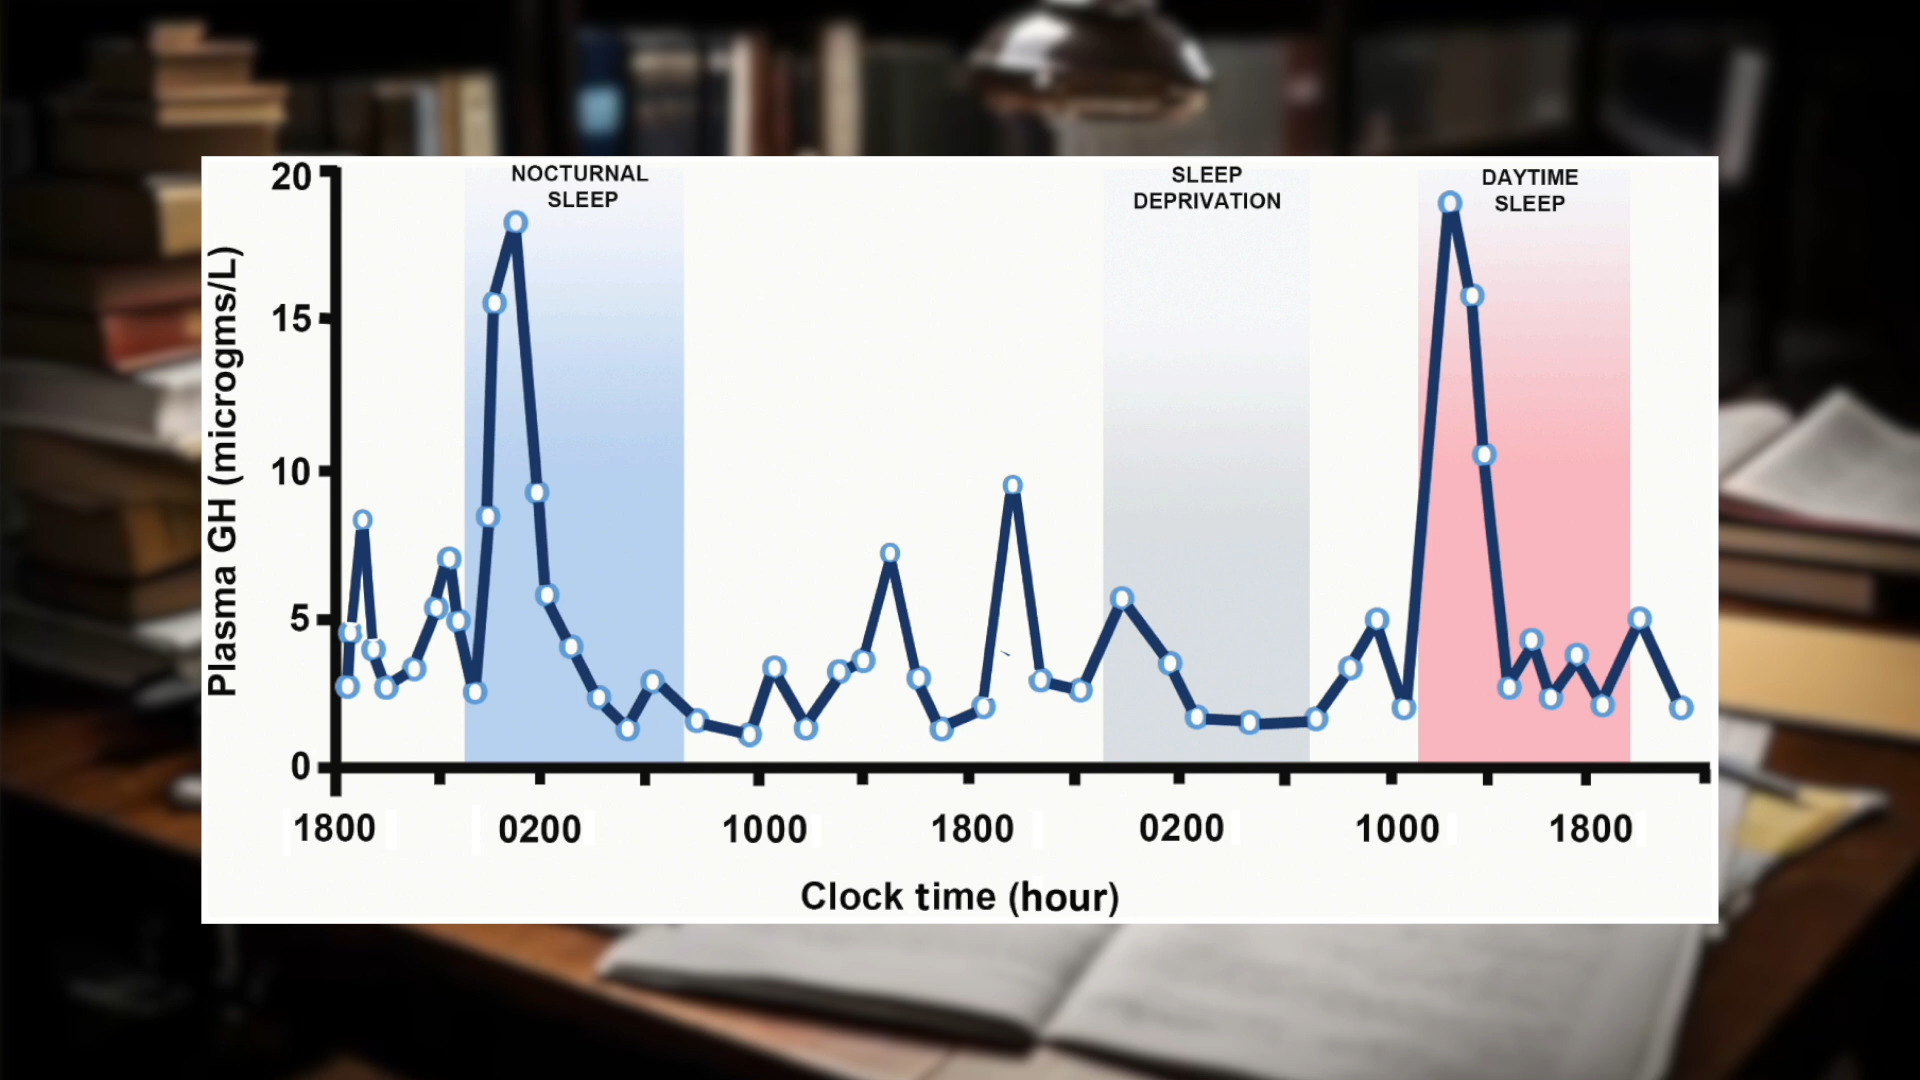 NOCTURNAL
SLEEP
SLEEP
DEPRIVATION
DAYTIME
SLEEP
Plasma GH (microgms/L)
20
15
10
5
0
1800
0200
1000
1800
0200
1000
1800
Clock time (hour)